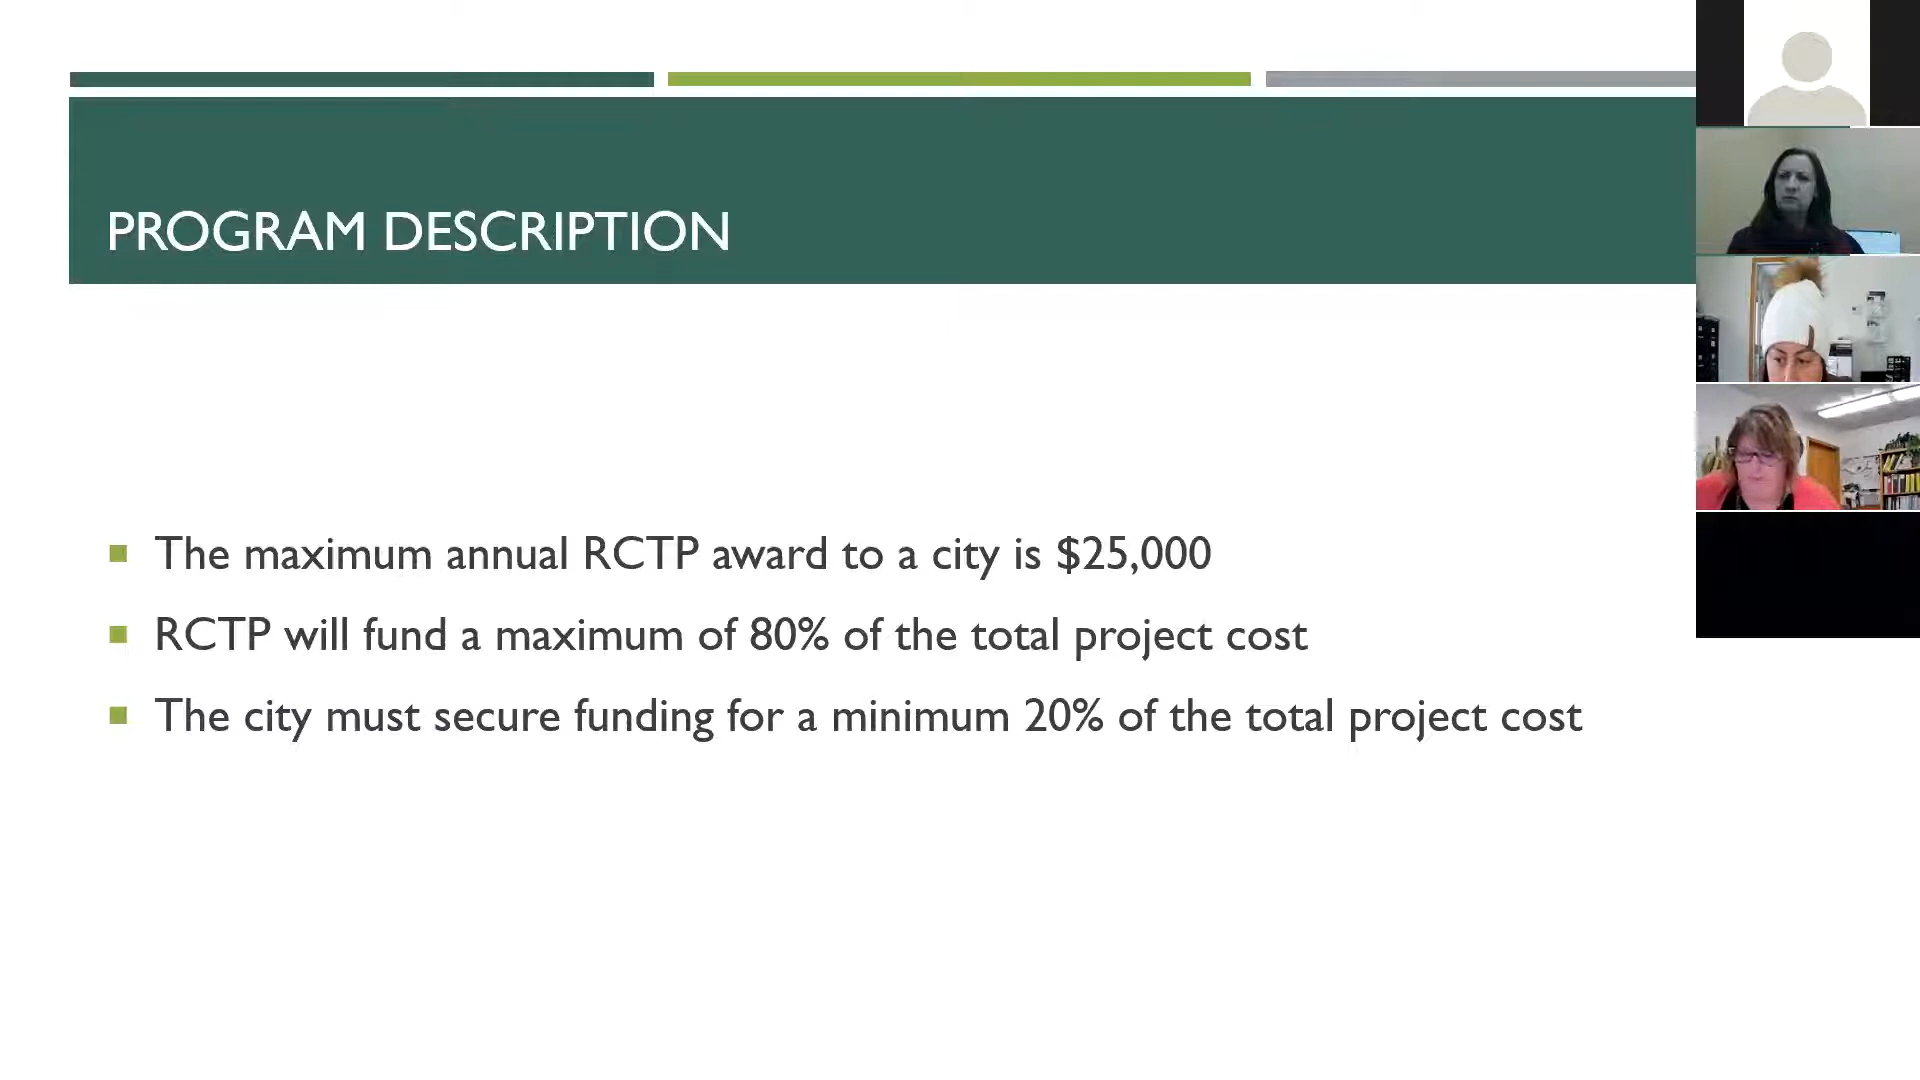 PROGRAM DESCRIPTION
The maximum annual RCTP award to a city is $25,000
RCTP will fund a maximum of 80% of the total project cost
The city must secure funding for a minimum 20% of the total project cost